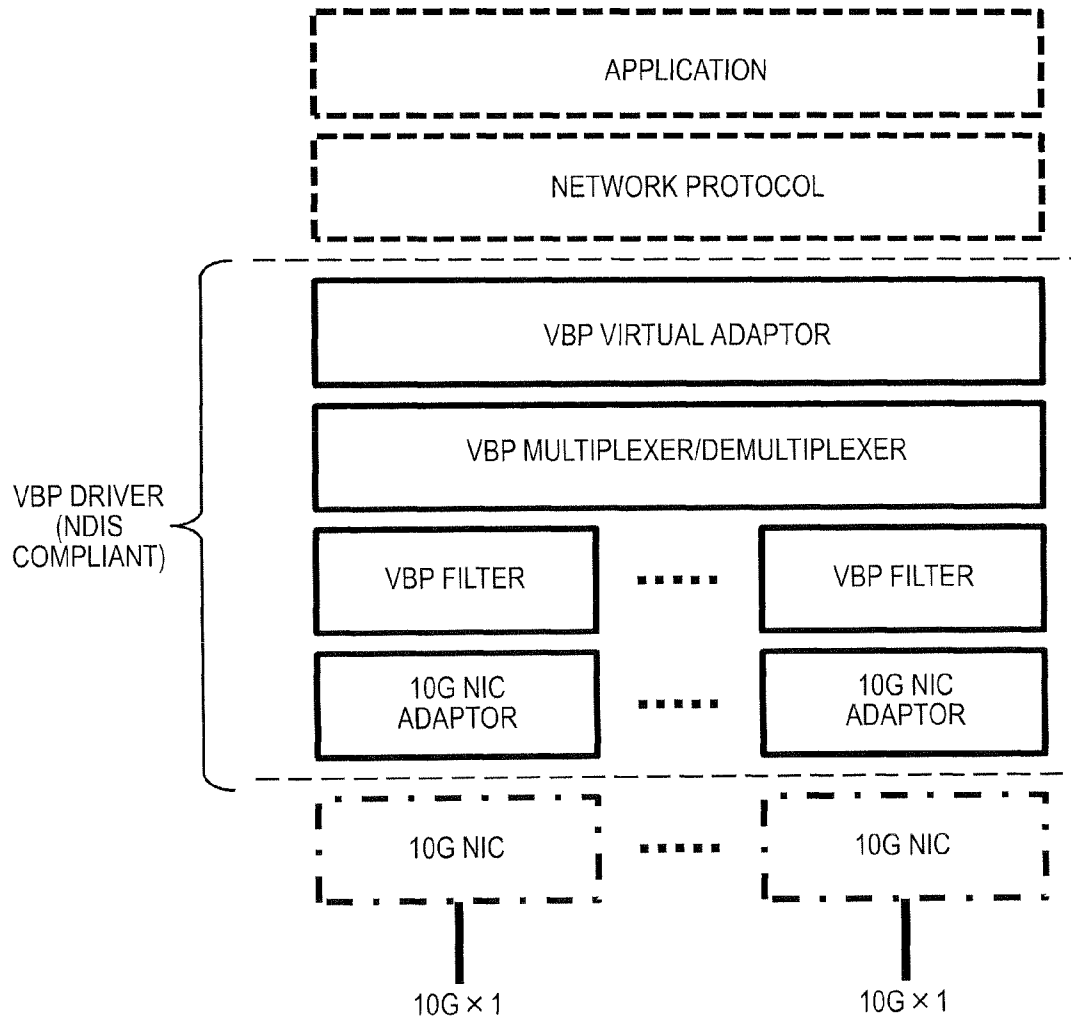 APPLICATION
NETWORK PROTOCOL
VBP VIRTUAL ADAPTOR
VBP MULTIPLEXER/DEMULTIPLEXER
VBP DRIVER
(NDIS
COMPLIANT)
VBP FILTER
VBP FILTER
10G NIC
ADAPTOR
10G NIC
ADAPTOR
10G NIC
10G NIC
10G × 1
10G × 1